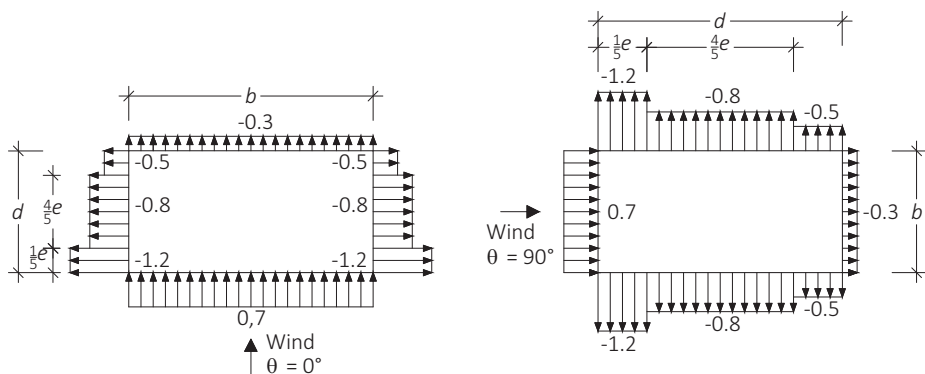 b
-0.3
-0.5 -0.5
d
4/5e
-0.8 -0.8
1/5e
-1.2 -1.2
0,7
Wind
θ = 0°
d
1/5e 4/5e
-1.2
-0.8
-0.5
Wind
θ = 90°
0.7
-0.3
b
-0.5
-0.8
-1.2